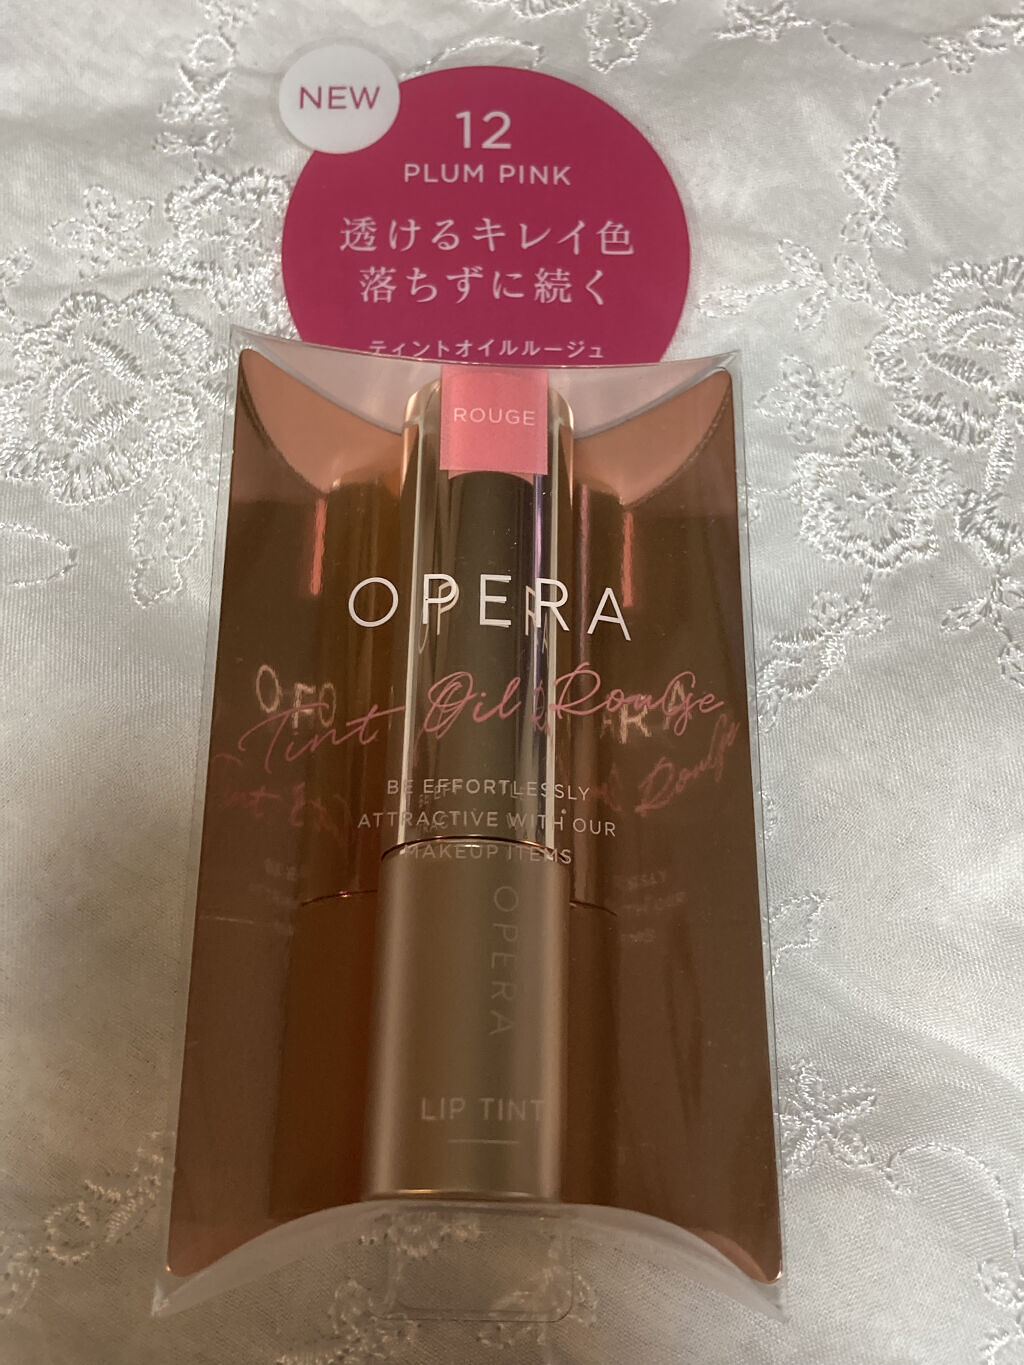 NEW
12
PLUM PINK
透けるキレイ色
落ちずに続く
ティントオイルルージュ
ROUGE
OPERA
Tint Oil Rouge
BE EFFORTLESSLY
ATTRACTIVE WITH OUR
MAKEUP ITEMS
OPERA
LIP TINT